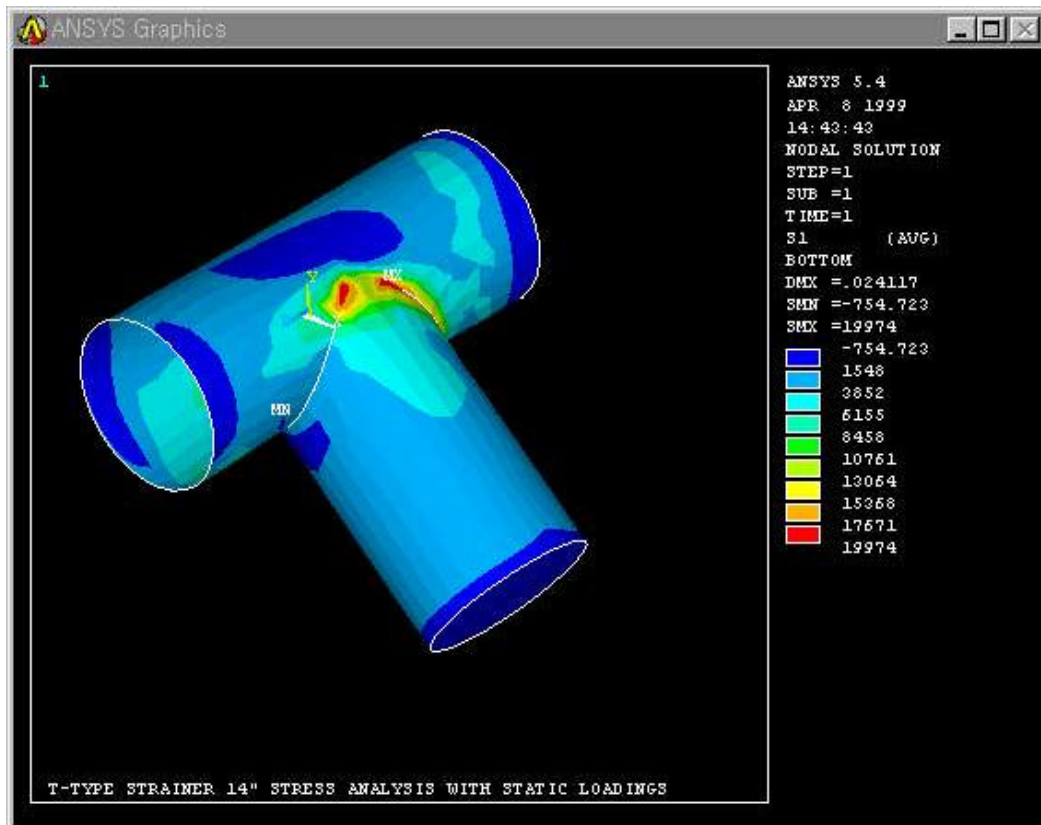 ANSYS Graphics
1
ANSYS 5.4
APR 8 1999
14:43:43
NODAL SOLUTION
STEP=1
SUB =1
TIME=1
S1 (AVG)
BOTTOM
DMX =.024117
SMN =-754.723
SMX =19974
-754.723
1548
3852
6155
8458
10761
13064
15368
17671
19974
Y
MX
MN
T-TYPE STRAINER 14" STRESS ANALYSIS WITH STATIC LOADINGS